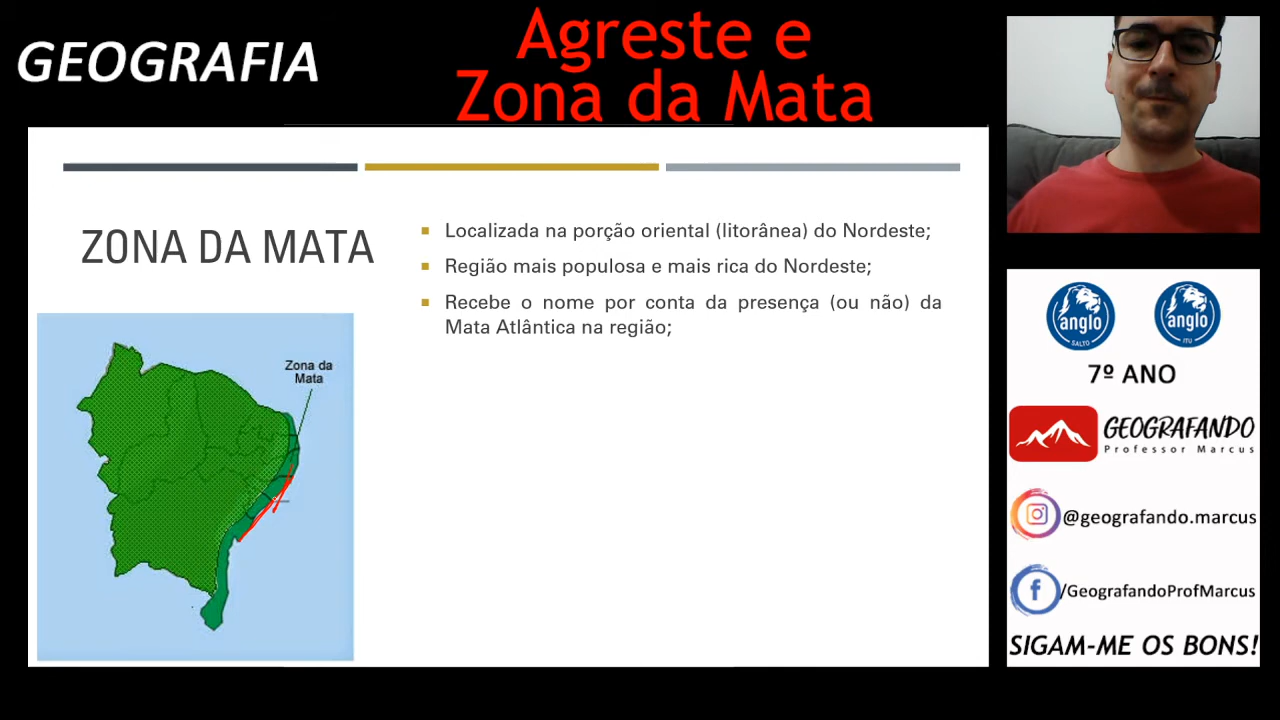 GEOGRAFIA
Agreste e
Zona da Mata
ZONA DA MATA
Localizada na porção oriental (litorânea) do Nordeste;
Região mais populosa e mais rica do Nordeste;
Recebe o nome por conta da presença (ou não) da
Mata Atlântica na região;
Zona da
Mata
anglo
SALTO
anglo
ITU
7º ANO
GEOGRAFANDO
Professor Marcus
@geografando.marcus
f
/GeografandoProfMarcus
SIGAM-ME OS BONS!